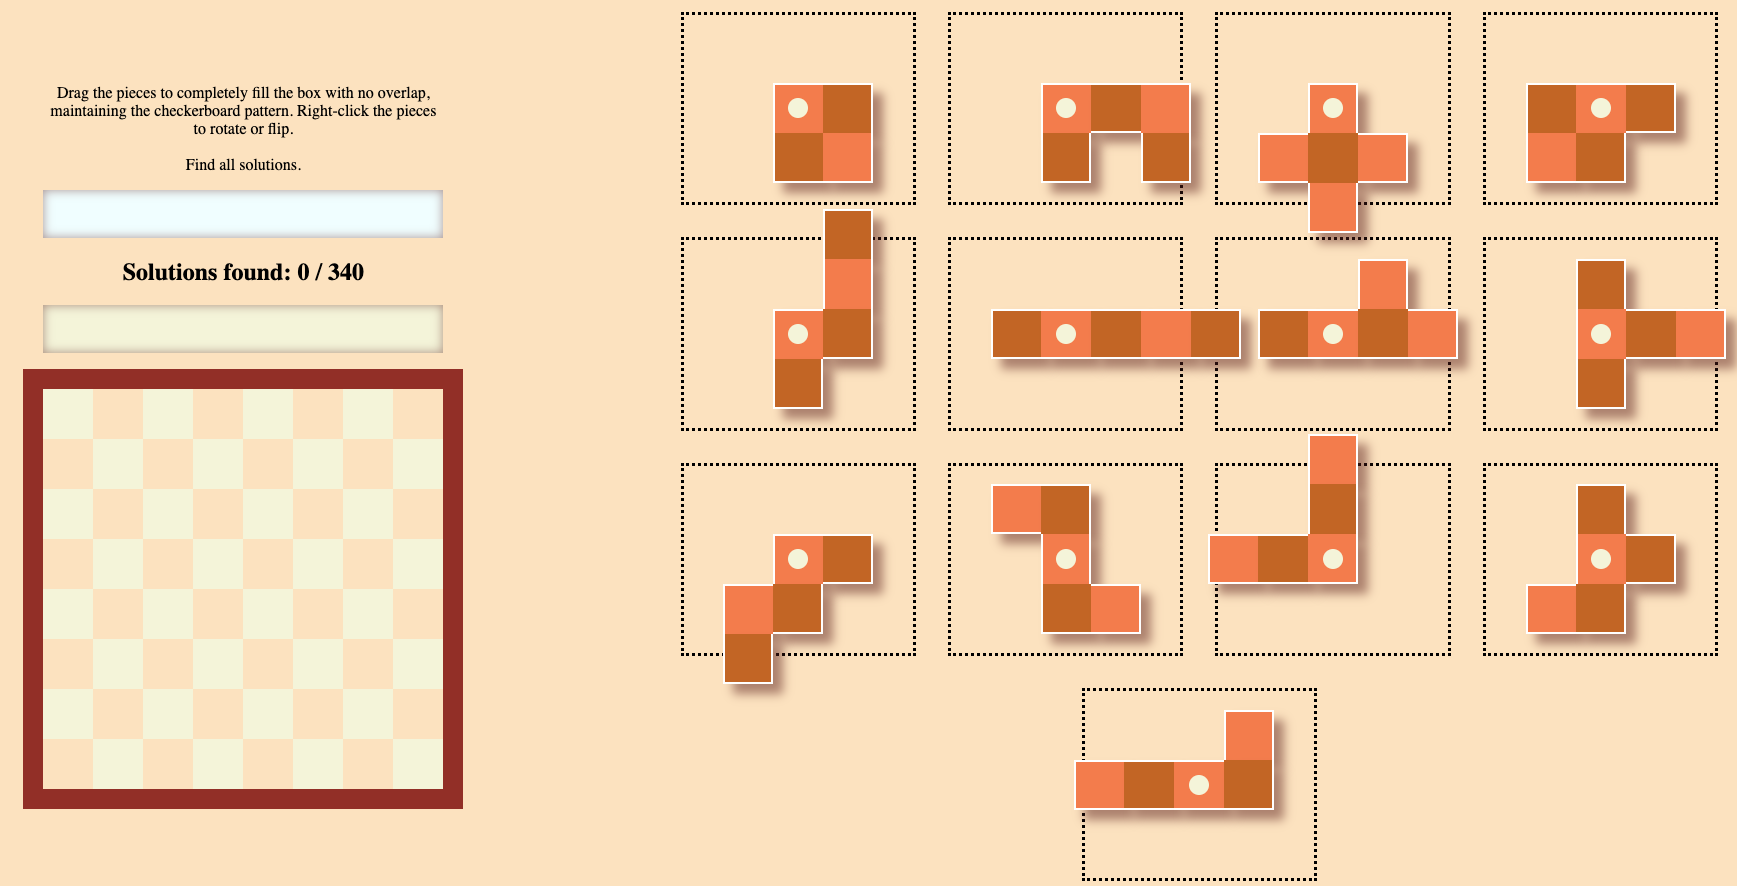 Drag the pieces to completely fill the box with no overlap,
maintaining the checkerboard pattern. Right-click the pieces
to rotate or flip.
Find all solutions.
Solutions found: 0 / 340